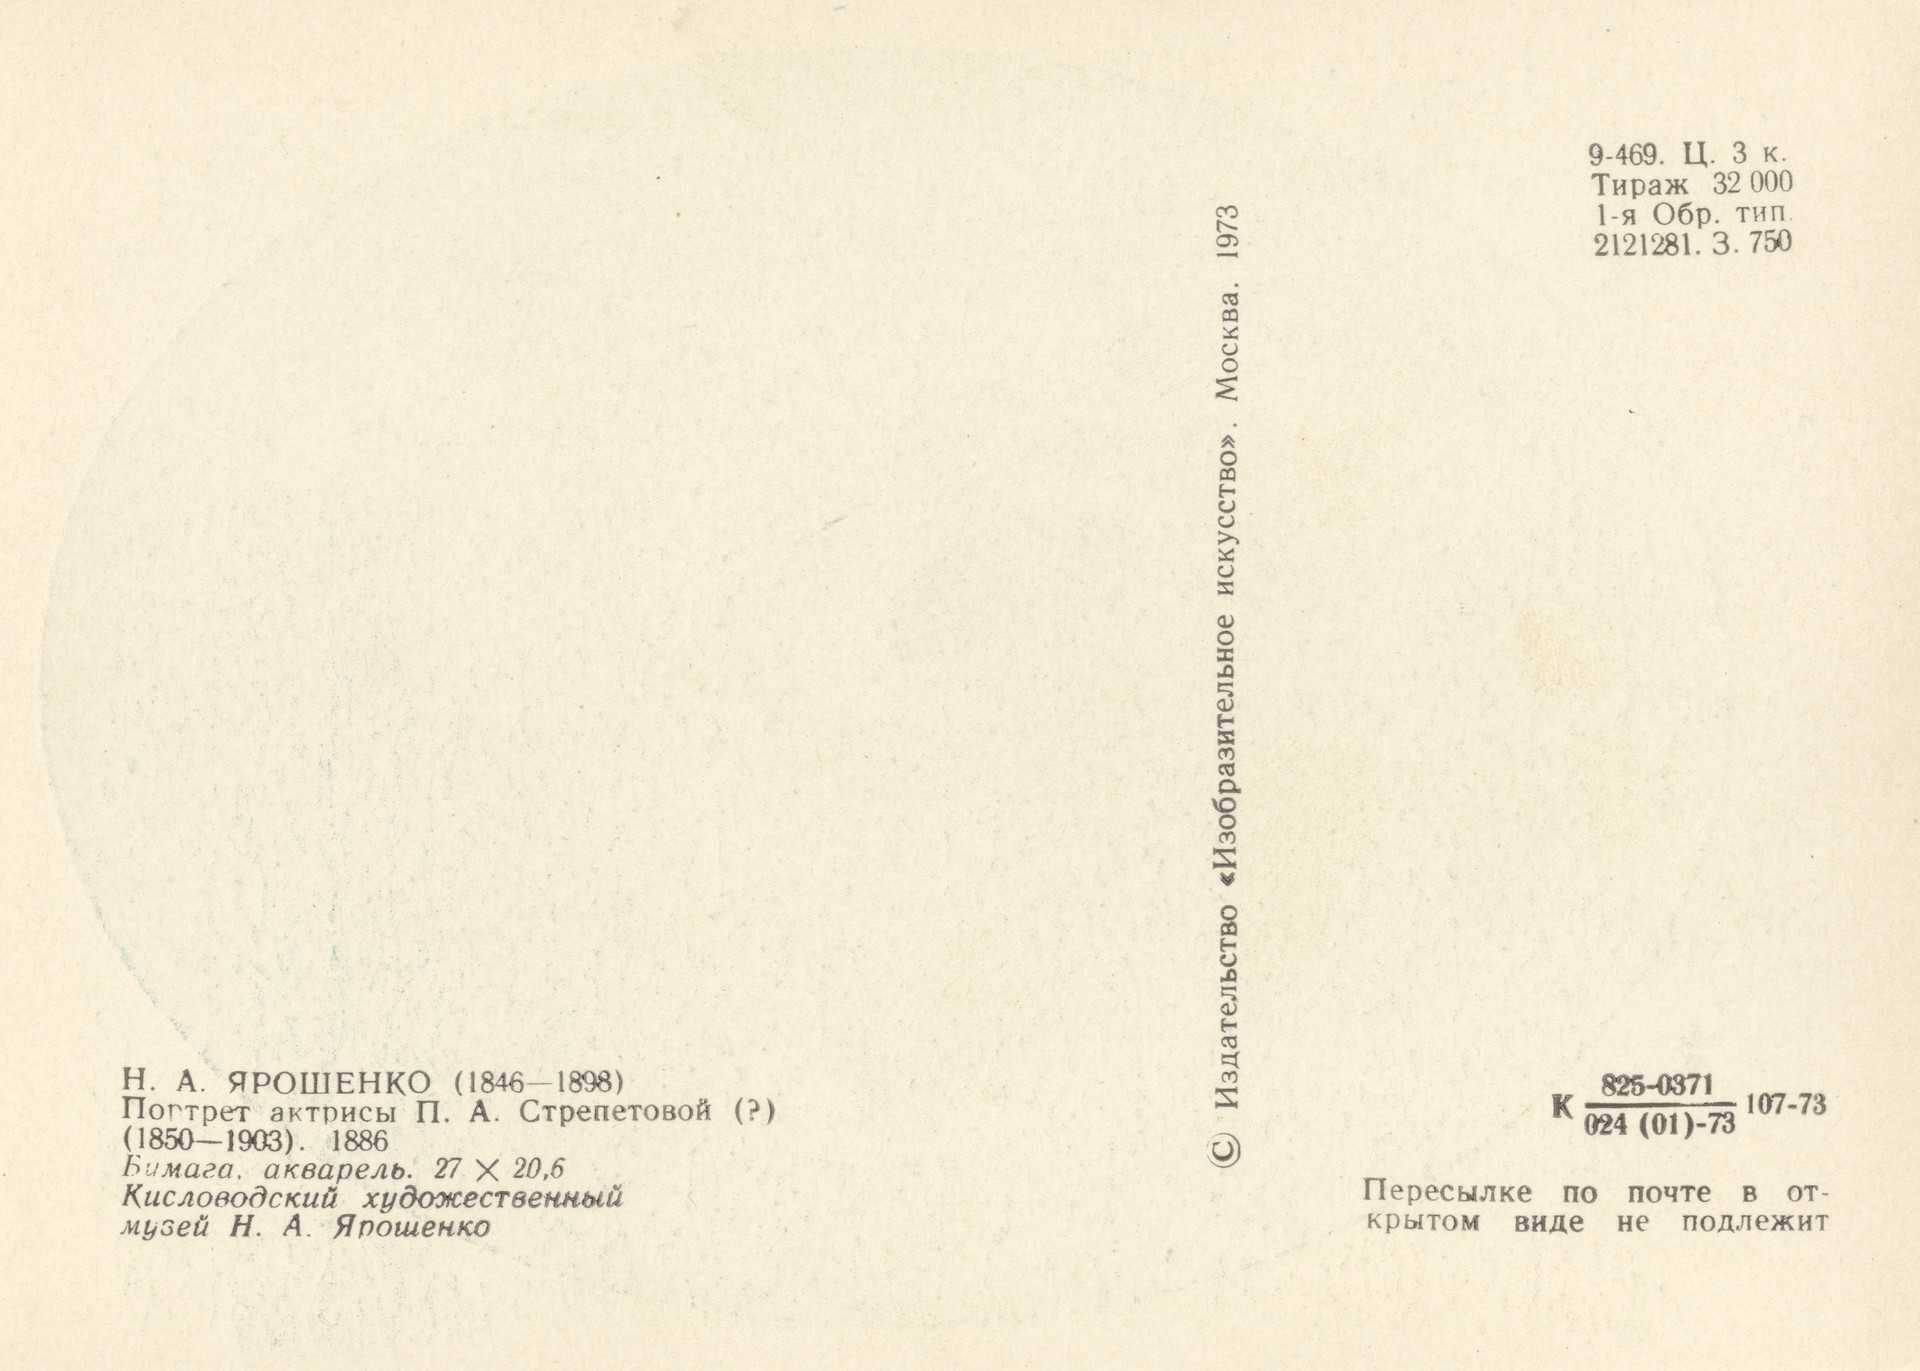 Н. А. ЯРОШЕНКО (1846—1898)
Портрет актрисы П. А. Стрепетовой (?)
(1850—1903). 1886
Бумага, акварель. 27 × 20,6
Кисловодский художественный
музей Н. А. Ярошенко
© Издательство «Изобразительное искусство». Москва. 1973
9-469. Ц. 3 к.
Тираж 32 000
1-я Обр. тип.
2121281. З. 750
К 825-0371 107-73
024 (01)-73
Пересылке по почте в от-
крытом виде не подлежит